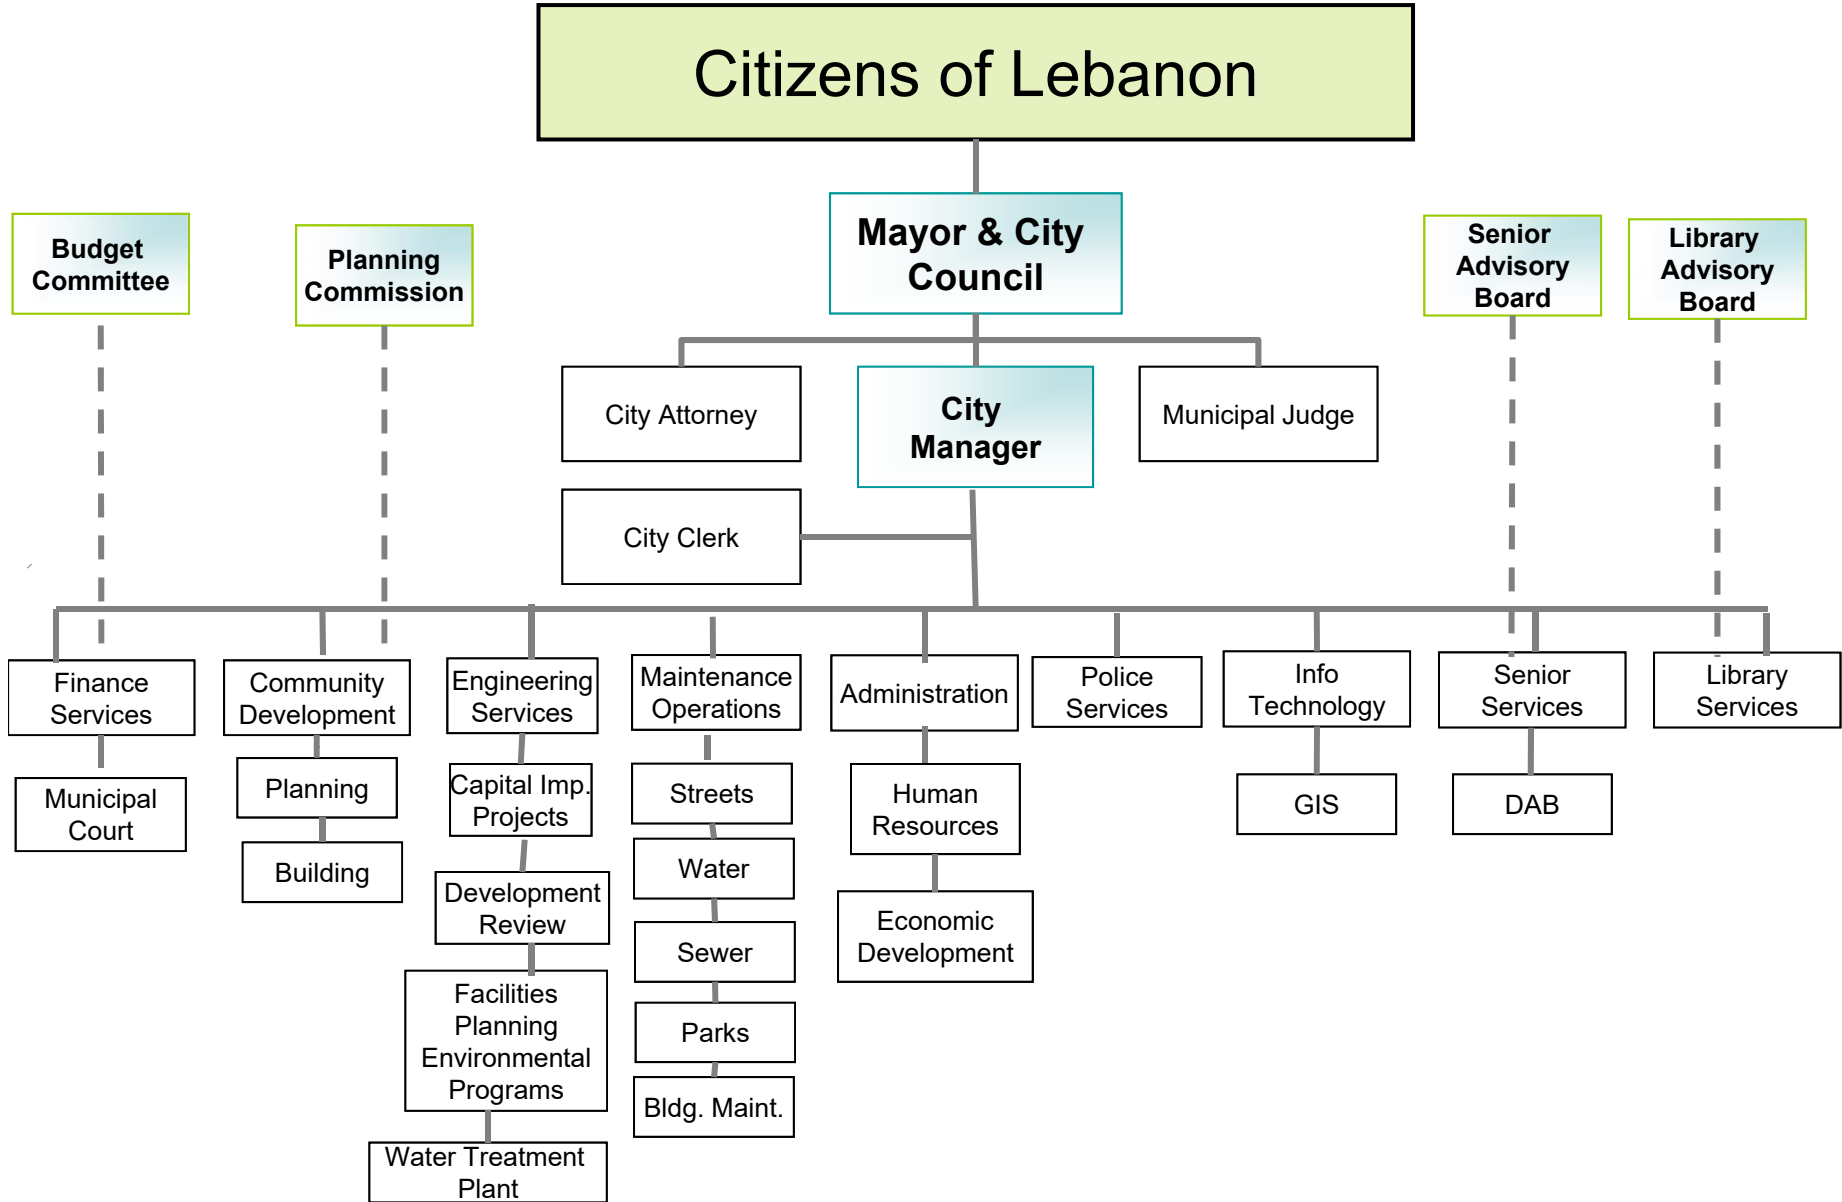 Citizens of Lebanon
Budget
Committee
Planning
Commission
Mayor & City
Council
Senior
Advisory
Board
Library
Advisory
Board
City Attorney
City
Manager
Municipal Judge
City Clerk
Finance
Services
Community
Development
Engineering
Services
Maintenance
Operations
Administration
Police
Services
Info
Technology
Senior
Services
Library
Services
Municipal
Court
Planning
Building
Capital Imp.
Projects
Development
Review
Facilities
Planning
Environmental
Programs
Water Treatment
Plant
Streets
Water
Sewer
Parks
Bldg. Maint.
Human
Resources
Economic
Development
GIS
DAB